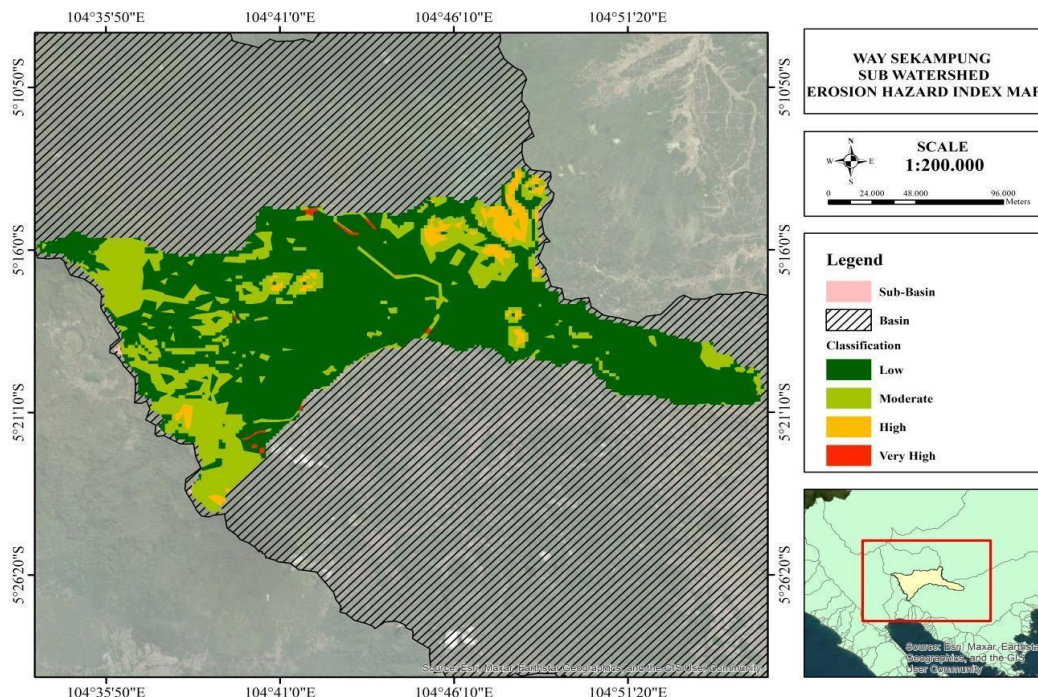 104°35'50"E 104°41'0"E 104°46'10"E 104°51'20"E
5°10'50"S
5°16'0"S
5°21'10"S
5°26'20"S
5°10'50"S
5°16'0"S
5°21'10"S
5°26'20"S
104°35'50"E 104°41'0"E 104°46'10"E 104°51'20"E
Source: Esri, Maxar, Earthstar Geographics, and the GIS User Community
WAY SEKAMPUNG
SUB WATERSHED
EROSION HAZARD INDEX MAP
N
W E
S
SCALE
1:200.000
0 24.000 48.000 96.000
Meters
Legend
Sub-Basin
Basin
Classification
Low
Moderate
High
Very High
Source: Esri, Maxar, Earthsta
Geographics, and the GIS
User Community